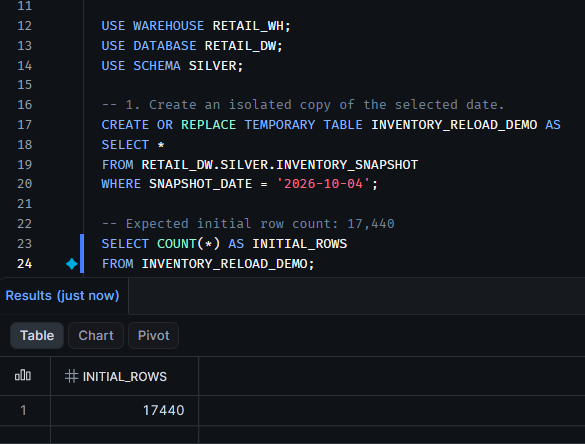 11
12 USE WAREHOUSE RETAIL_WH;
13 USE DATABASE RETAIL_DW;
14 USE SCHEMA SILVER;
15
16 -- 1. Create an isolated copy of the selected date.
17 CREATE OR REPLACE TEMPORARY TABLE INVENTORY_RELOAD_DEMO AS
18 SELECT *
19 FROM RETAIL_DW.SILVER.INVENTORY_SNAPSHOT
20 WHERE SNAPSHOT_DATE = '2026-10-04';
21
22 -- Expected initial row count: 17,440
23 SELECT COUNT(*) AS INITIAL_ROWS
24 FROM INVENTORY_RELOAD_DEMO;
Results (just now)
Table Chart Pivot
# INITIAL_ROWS
1 17440